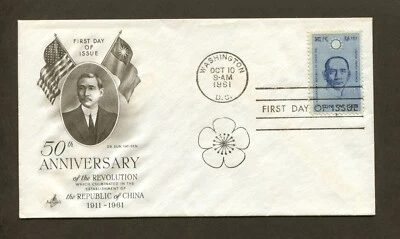 FIRST DAY
OF
ISSUE
DR. SUN YAT-SEN
50th
ANNIVERSARY
of the REVOLUTION
WHICH CULMINATED IN THE
ESTABLISHMENT OF
the REPUBLIC of CHINA
1911-1961
WASHINGTON
OCT 10
9-AM
1961
D.C.
FIRST DAY OF ISSUE